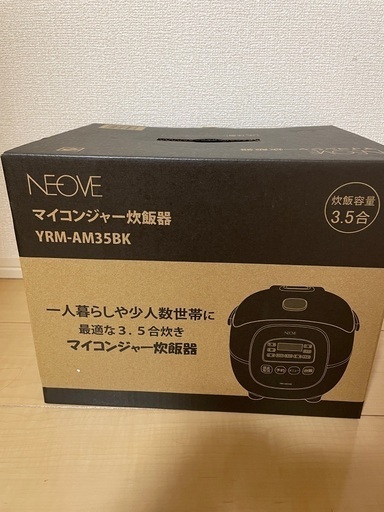 NEOVE
マイコンジャー炊飯器
YRM-AM35BK
炊飯容量
3.5合
一人暮らしや少人数世帯に
最適な3.5合炊き
マイコンジャー炊飯器
NEOVE